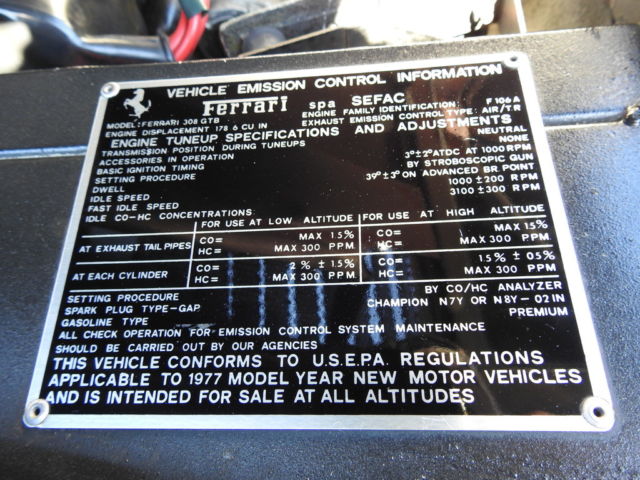 VEHICLE EMISSION CONTROL INFORMATION
Ferrari spa SEFAC
MODEL: FERRARI 308 GTB ENGINE FAMILY IDENTIFICATION: F 106A
ENGINE DISPLACEMENT 178 6 CU IN EXHAUST EMISSION CONTROL TYPE: AIR/T.R
ENGINE TUNEUP SPECIFICATIONS AND ADJUSTMENTS
TRANSMISSION POSITION DURING TUNEUPS NEUTRAL
ACCESSORIES IN OPERATION NONE
BASIC IGNITION TIMING 3°±2° ATDC AT 1000 RPM
SETTING PROCEDURE BY STROBOSCOPIC GUN
DWELL 39°±3° ON ADVANCED BR. POINT
IDLE SPEED 1000 ±200 RPM
FAST IDLE SPEED 3100 ±300 RPM
IDLE CO-HC CONCENTRATIONS:
FOR USE AT LOW ALTITUDE FOR USE AT HIGH ALTITUDE
AT EXHAUST TAIL PIPES CO= MAX 1.5% CO= MAX 1.5%
HC= MAX 300 PPM HC= MAX 300 PPM
AT EACH CYLINDER CO= 2 % ± 1.5% CO= 1.5% ± 0.5%
HC= MAX 300 PPM HC= MAX 300 PPM
SETTING PROCEDURE BY CO/HC ANALYZER
SPARK PLUG TYPE-GAP CHAMPION N7Y OR N8Y-.02 IN
GASOLINE TYPE PREMIUM
ALL CHECK OPERATION FOR EMISSION CONTROL SYSTEM MAINTENANCE
SHOULD BE CARRIED OUT BY OUR AGENCIES
THIS VEHICLE CONFORMS TO U.S.E.P.A. REGULATIONS
APPLICABLE TO 1977 MODEL YEAR NEW MOTOR VEHICLES
AND IS INTENDED FOR SALE AT ALL ALTITUDES